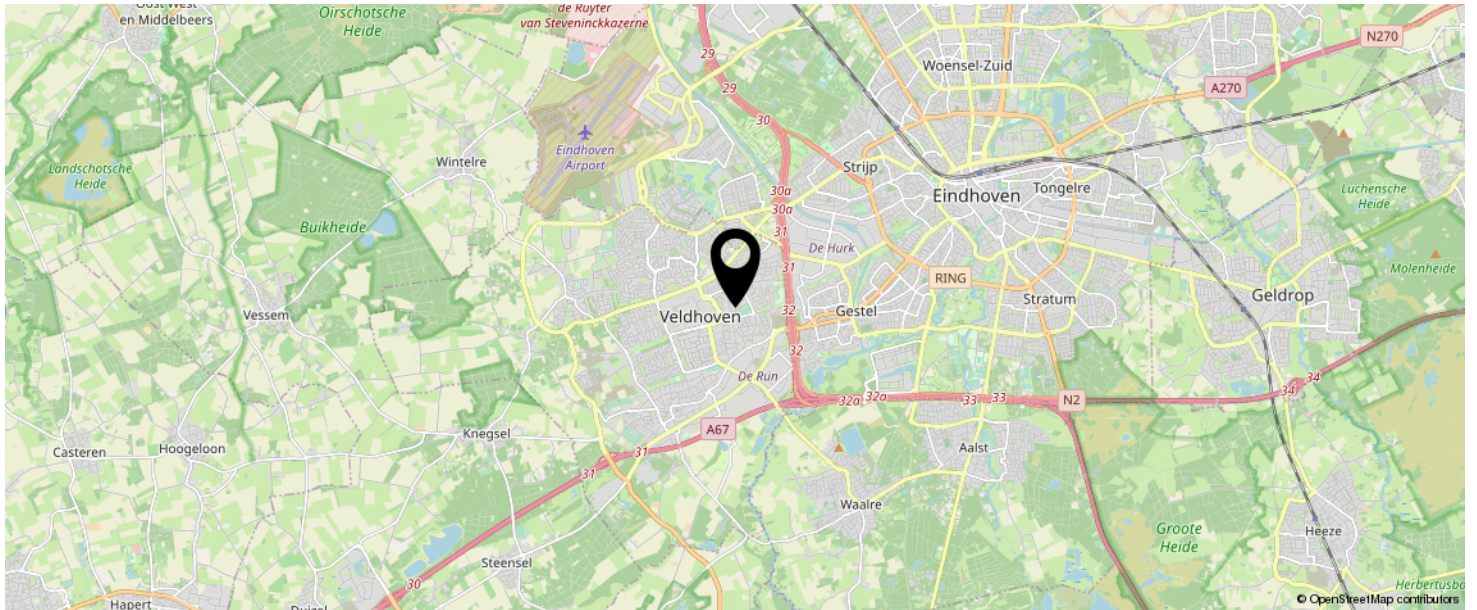 Oost-West
en Middelbeers
Oirschotsche
Heide
de Ruyter
van Steveninckkazerne
29
N270
Woensel-Zuid
29
A270
30
Landschotsche
Heide
Wintelre
Eindhoven
Airport
Strijp
30a
30a
Eindhoven
Tongelre
Luchensche
Heide
Buikheide
31
De Hurk
31
RING
Molenheide
Vessem
Veldhoven
32
Gestel
Stratum
Geldrop
32
De Run
34
34
32a
32a
33
33
N2
A67
Knegsel
Casteren
Hoogeloon
31
31
Aalst
Waalre
Groote
Heide
Heeze
Steensel
30
Hapert
Duizel
Herbertusbo
© OpenStreetMap contributors